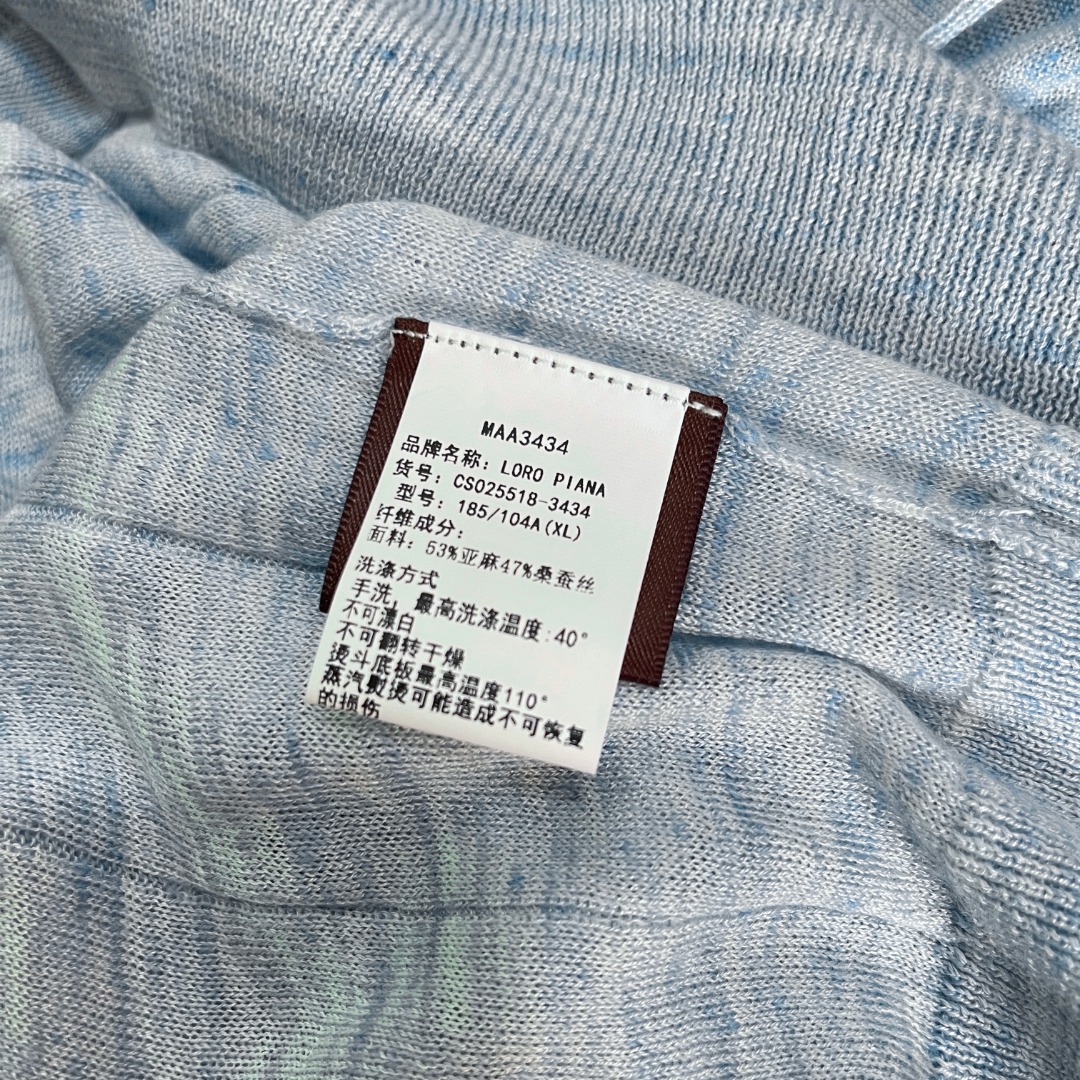 MAA3434
品牌名称: LORO PIANA
货号: CS025518-3434
型号: 185/104A(XL)
纤维成分:
面料: 53%亚麻47%桑蚕丝
洗涤方式
手洗, 最高洗涤温度:40°
不可漂白
不可翻转干燥
熨斗底板最高温度110°
蒸汽熨烫可能造成不可恢复
的损伤